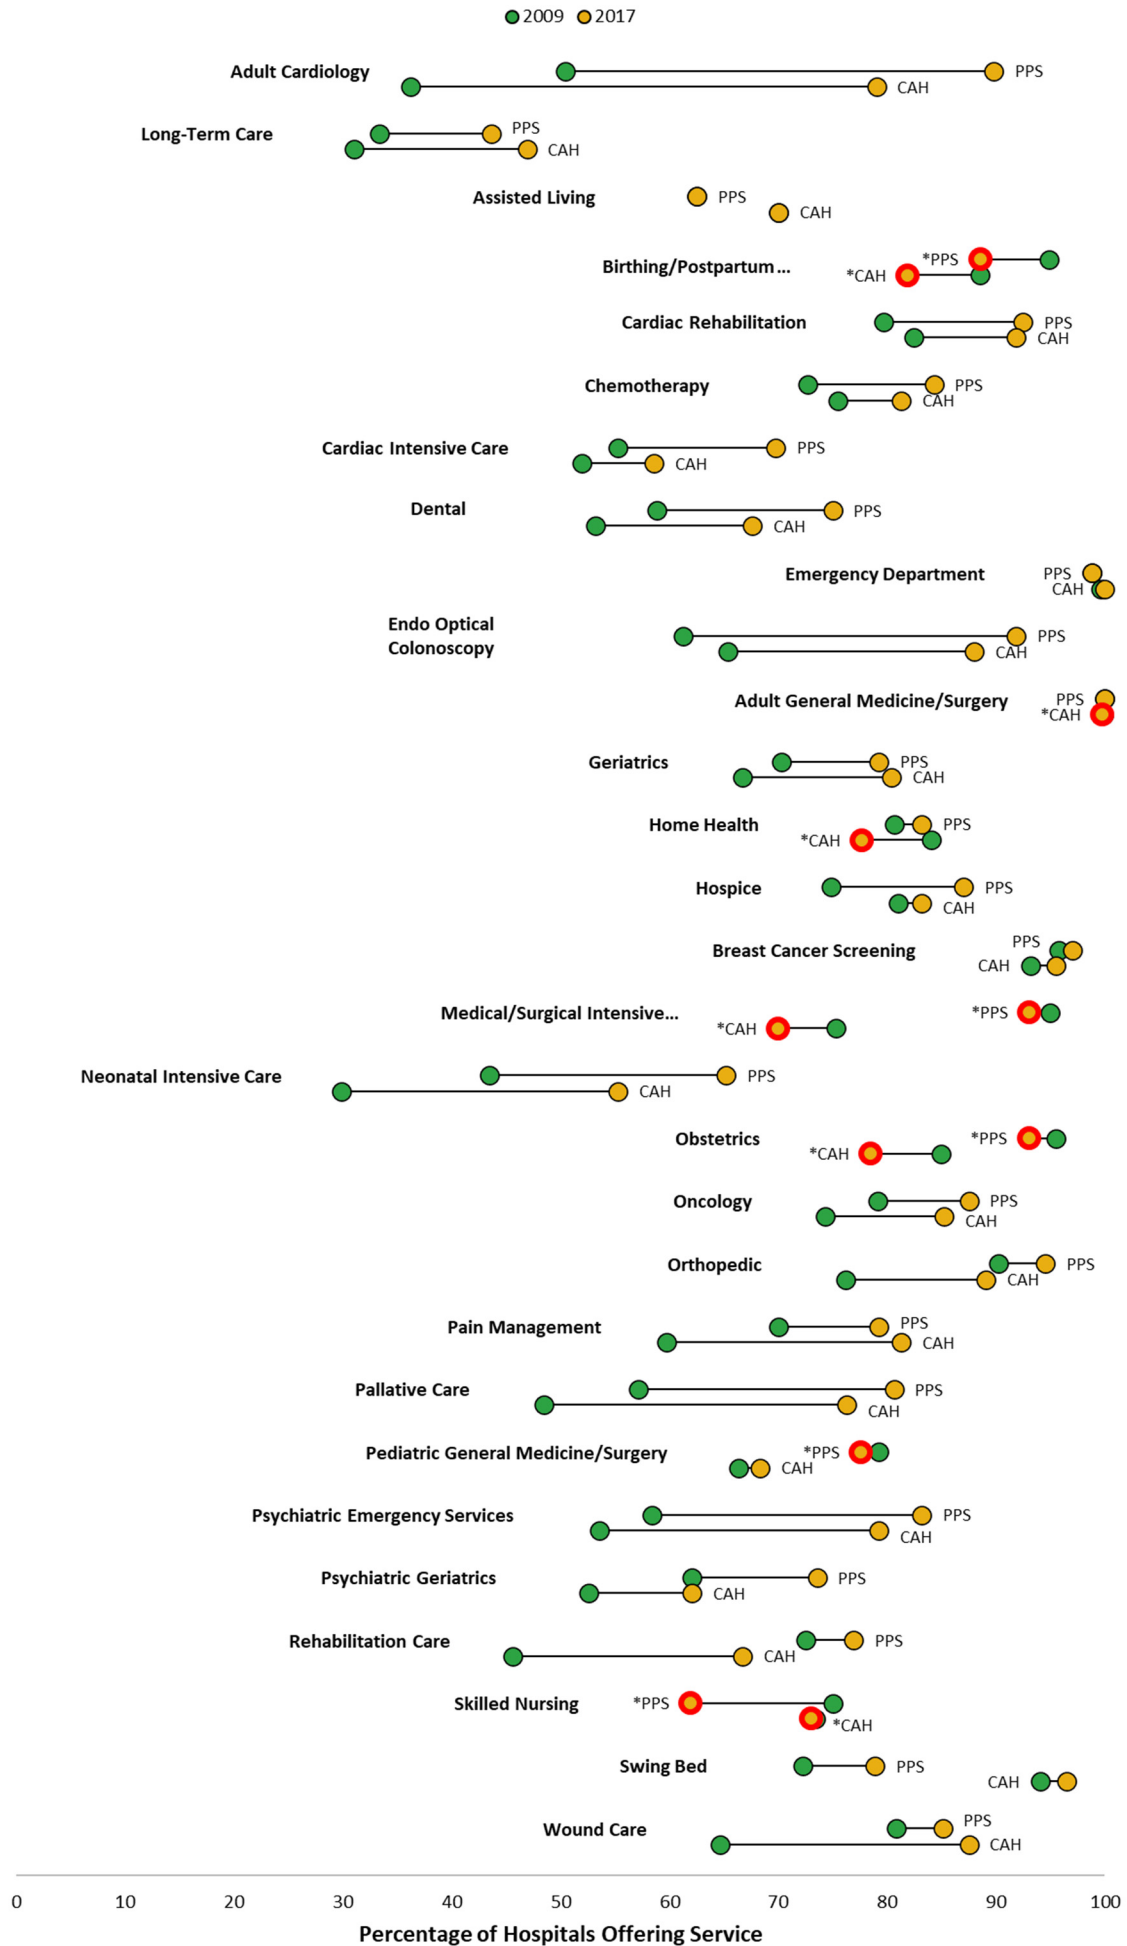 2009 2017
Adult Cardiology PPS
CAH
Long-Term Care PPS
CAH
Assisted Living PPS
CAH
*PPS
Birthing/Postpartum... *CAH
Cardiac Rehabilitation PPS
CAH
Chemotherapy PPS
CAH
Cardiac Intensive Care PPS
CAH
Dental PPS
CAH
Emergency Department PPS
CAH
Endo Optical
Colonoscopy PPS
CAH
Adult General Medicine/Surgery PPS
*CAH
Geriatrics PPS
CAH
Home Health PPS
*CAH
Hospice PPS
CAH
Breast Cancer Screening PPS
CAH
Medical/Surgical Intensive... *PPS
*CAH
Neonatal Intensive Care PPS
CAH
Obstetrics *PPS
*CAH
Oncology PPS
CAH
Orthopedic PPS
CAH
Pain Management PPS
CAH
Pallative Care PPS
CAH
Pediatric General Medicine/Surgery *PPS
CAH
Psychiatric Emergency Services PPS
CAH
Psychiatric Geriatrics PPS
CAH
Rehabilitation Care PPS
CAH
Skilled Nursing *PPS
*CAH
Swing Bed PPS
CAH
Wound Care PPS
CAH
0 10 20 30 40 50 60 70 80 90 100
Percentage of Hospitals Offering Service